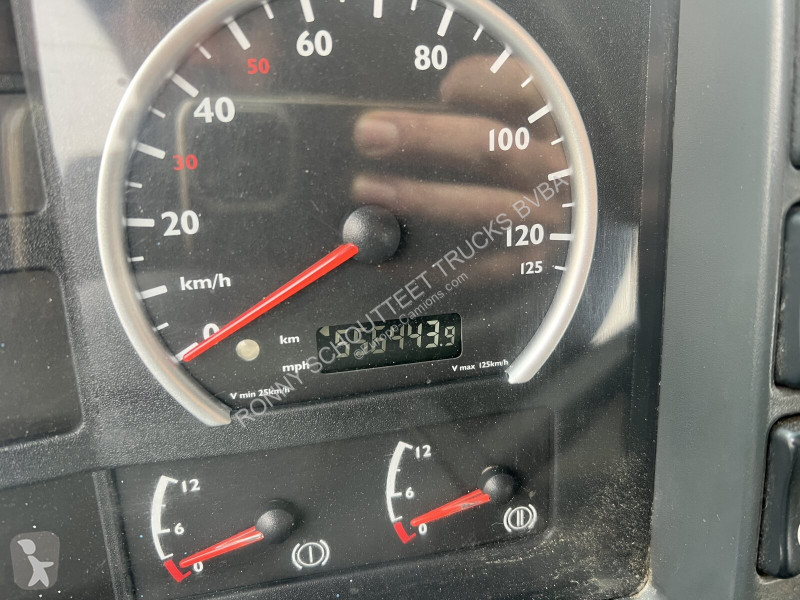 60
80
50
40
100
30
20
120
125
km/h
0
km
mph
V min 25km/h
V max 125km/h
RONNY SCHOUTTEET TRUCKS BVBA
12
6
0
12
6
0